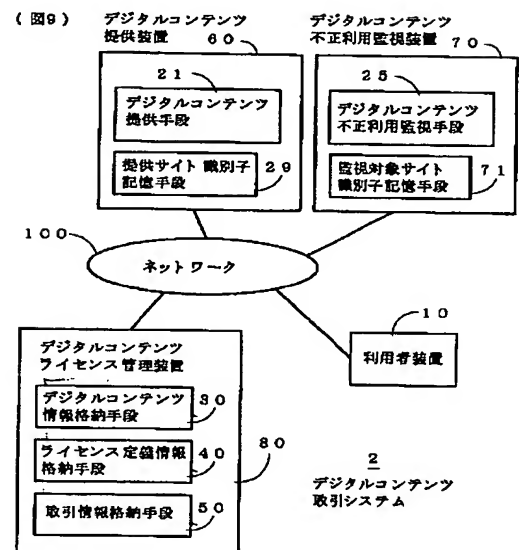 (図9)
デジタルコンテンツ
提供装置
60
21
デジタルコンテンツ
提供手段
提供サイト識別子
記憶手段
29
デジタルコンテンツ
不正利用監視装置
70
25
デジタルコンテンツ
不正利用監視手段
監視対象サイト
識別子記憶手段
71
100
ネットワーク
10
利用者装置
デジタルコンテンツ
ライセンス管理装置
デジタルコンテンツ
情報格納手段
30
ライセンス定義情報
格納手段
40
取引情報格納手段
50
80
2
デジタルコンテンツ
取引システム